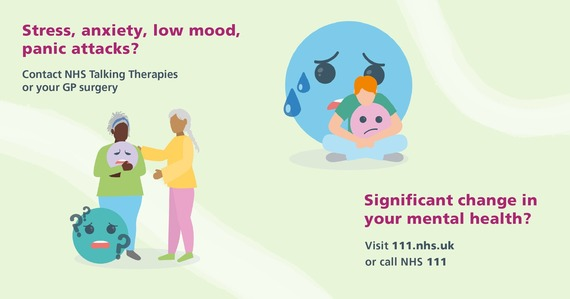 Stress, anxiety, low mood,
panic attacks?
Contact NHS Talking Therapies
or your GP surgery
? ? ?
Significant change in
your mental health?
Visit 111.nhs.uk
or call NHS 111